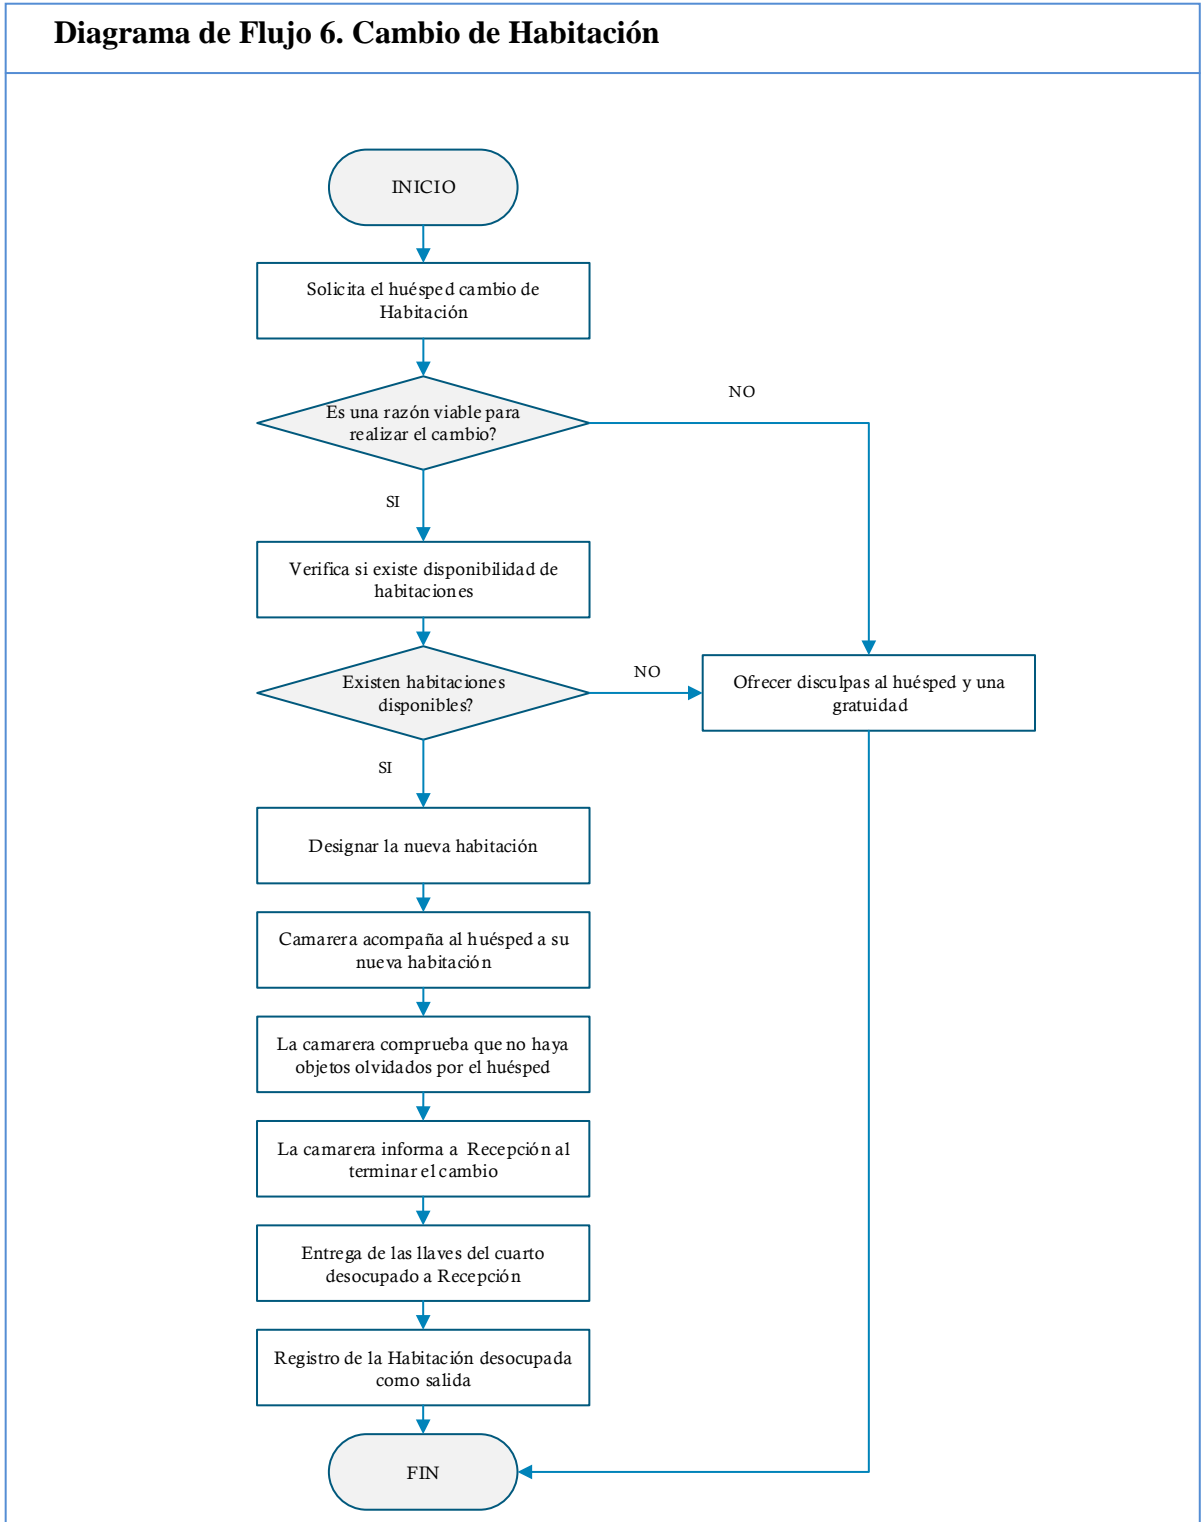 Diagrama de Flujo 6. Cambio de Habitación
INICIO
Solicita el huésped cambio de
Habitación
Es una razón viable para
realizar el cambio?
NO
SI
Verifica si existe disponibilidad de
habitaciones
Existen habitaciones
disponibles?
NO
Ofrecer disculpas al huésped y una
gratuidad
SI
Designar la nueva habitación
Camarera acompaña al huésped a su
nueva habitación
La camarera comprueba que no haya
objetos olvidados por el huésped
La camarera informa a Recepción al
terminar el cambio
Entrega de las llaves del cuarto
desocupado a Recepción
Registro de la Habitación desocupada
como salida
FIN